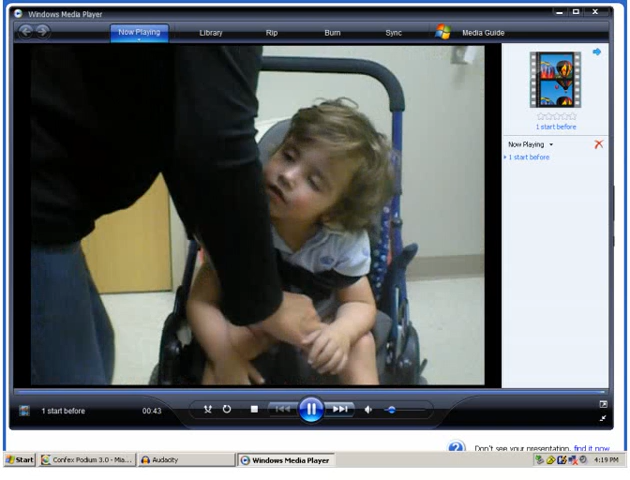 Windows Media Player
Now Playing
Library
Rip
Burn
Sync
Media Guide
1 start before
Now Playing
1 start before
1 start before
00:43
Don't see your presentation, find it now
Start
Confex Podium 3.0 - Mia...
Audacity
Windows Media Player
4:19 PM